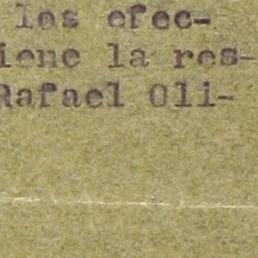 los efec-
iene la res-
Rafael Oli-